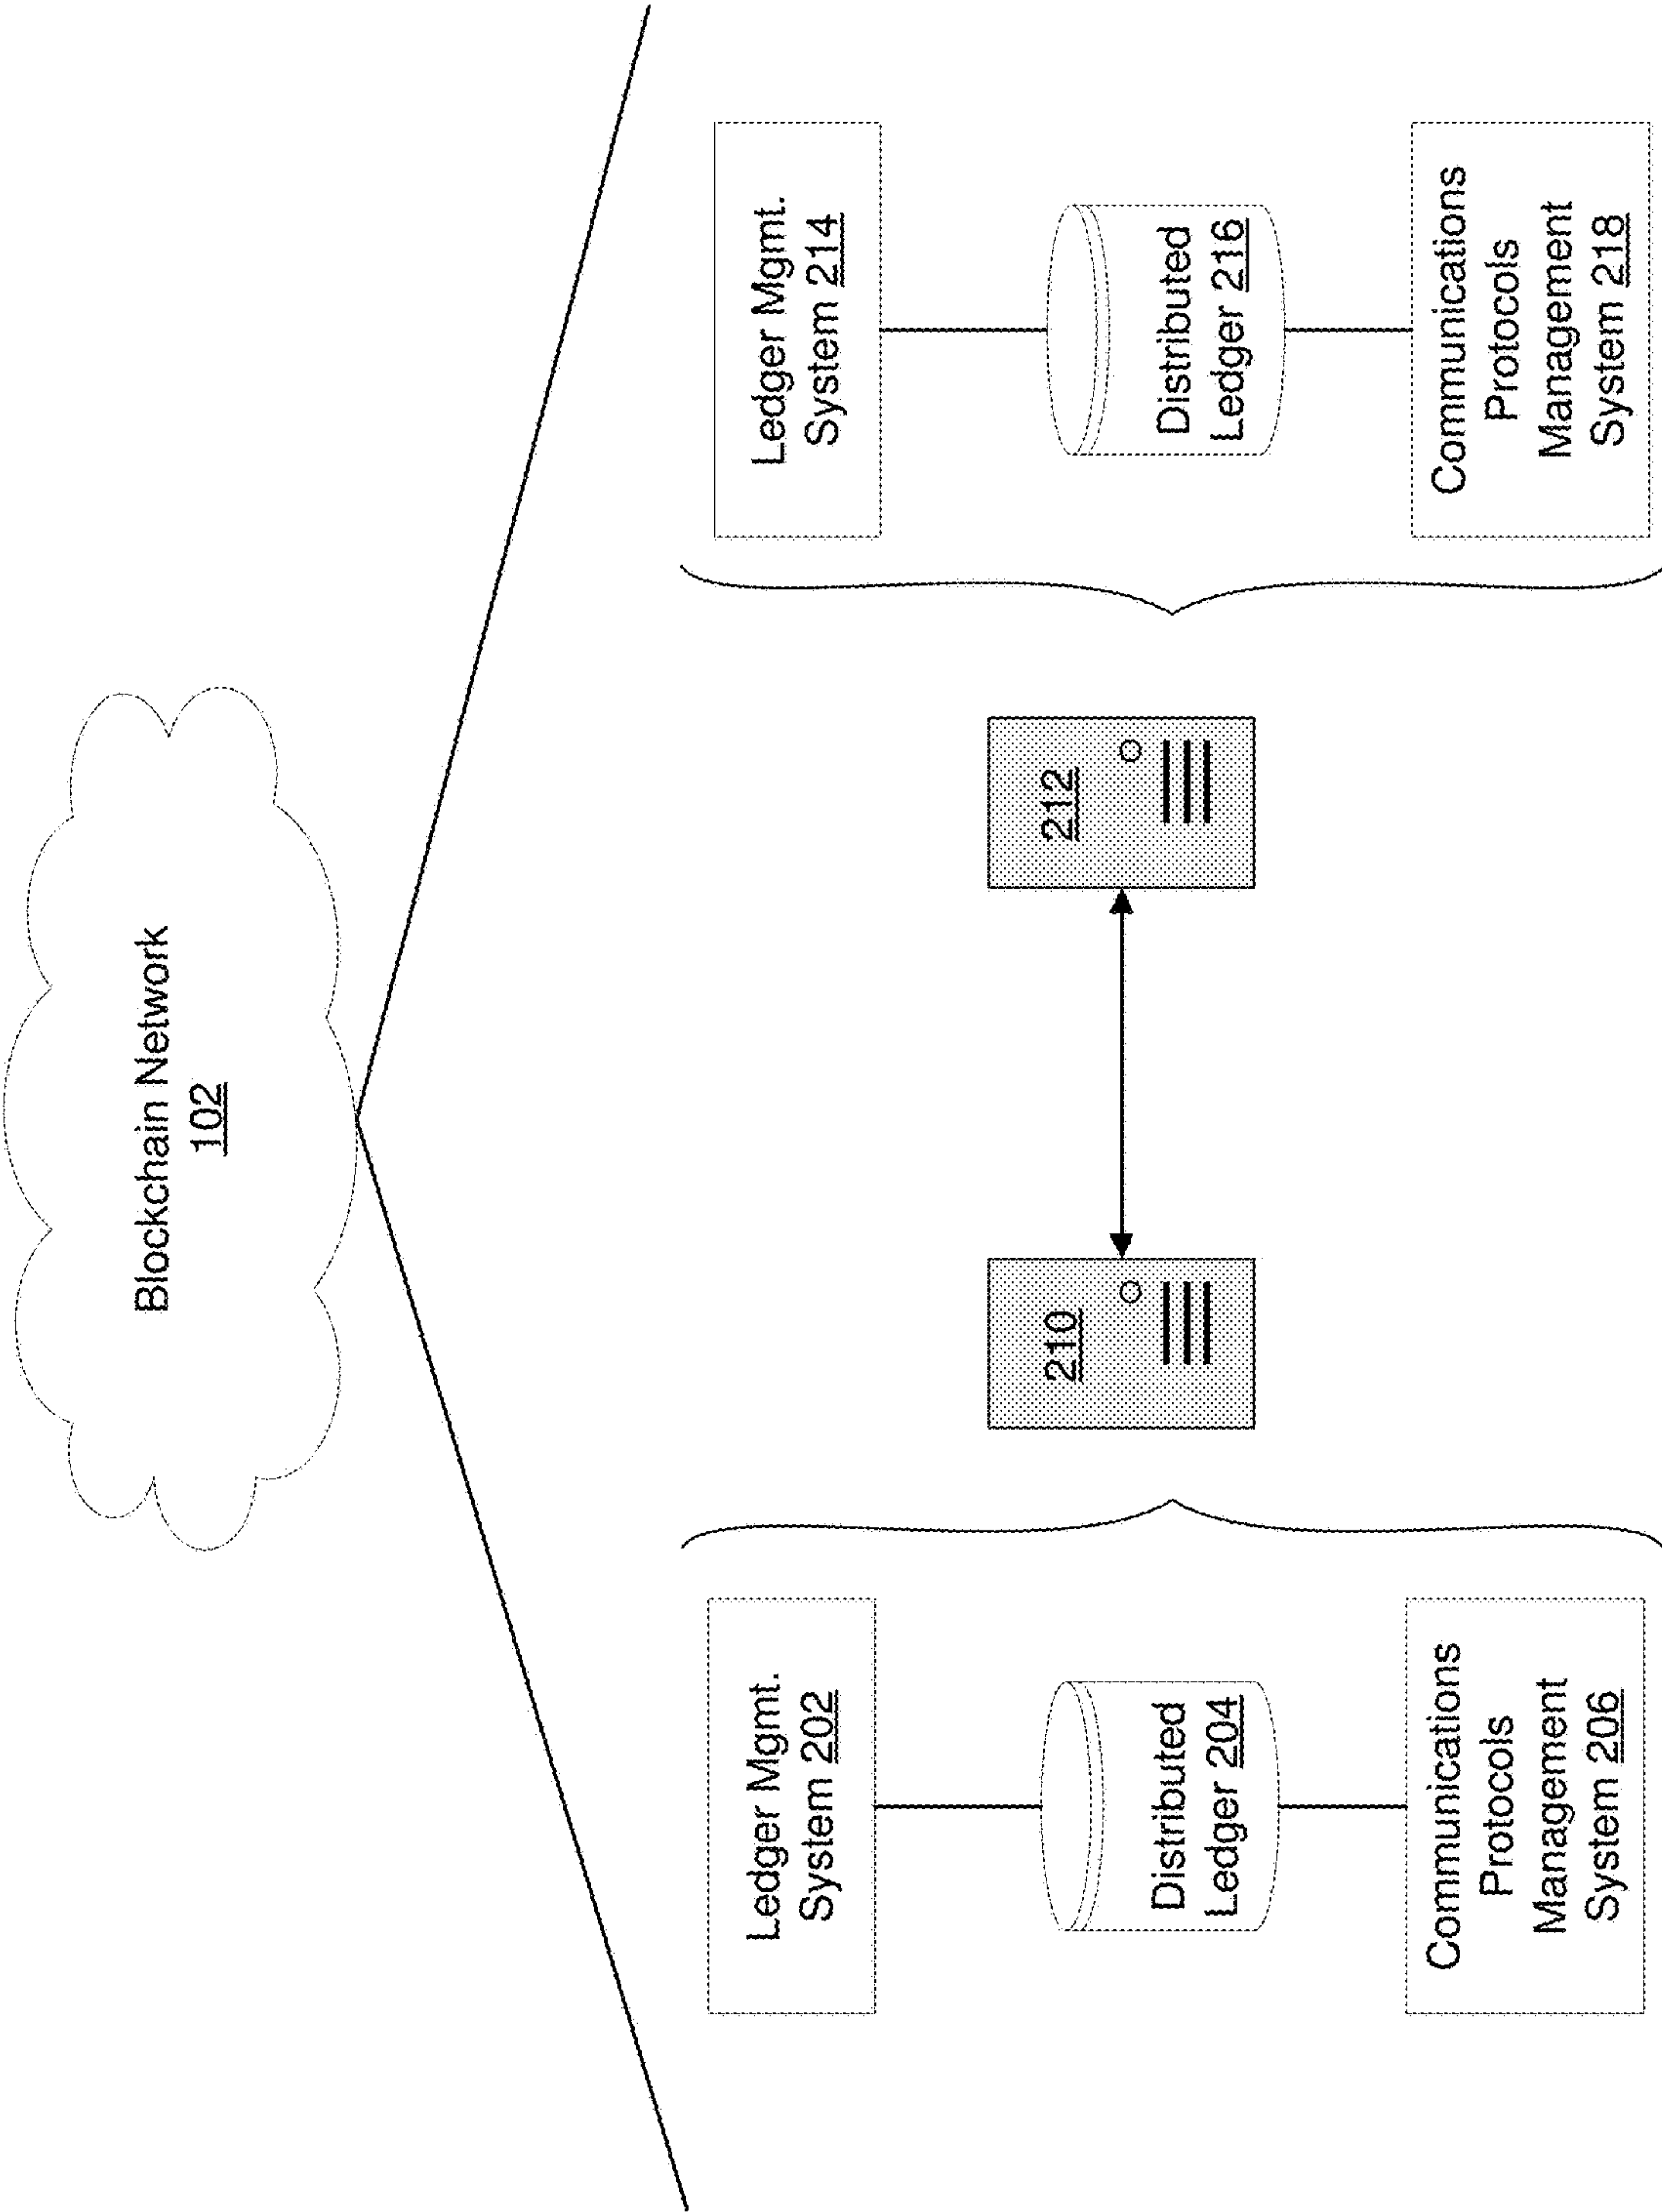 Blockchain Network
102
Ledger Mgmt.
System 202
Distributed
Ledger 204
Communications
Protocols
Management
System 206
210
212
Ledger Mgmt.
System 214
Distributed
Ledger 216
Communications
Protocols
Management
System 218